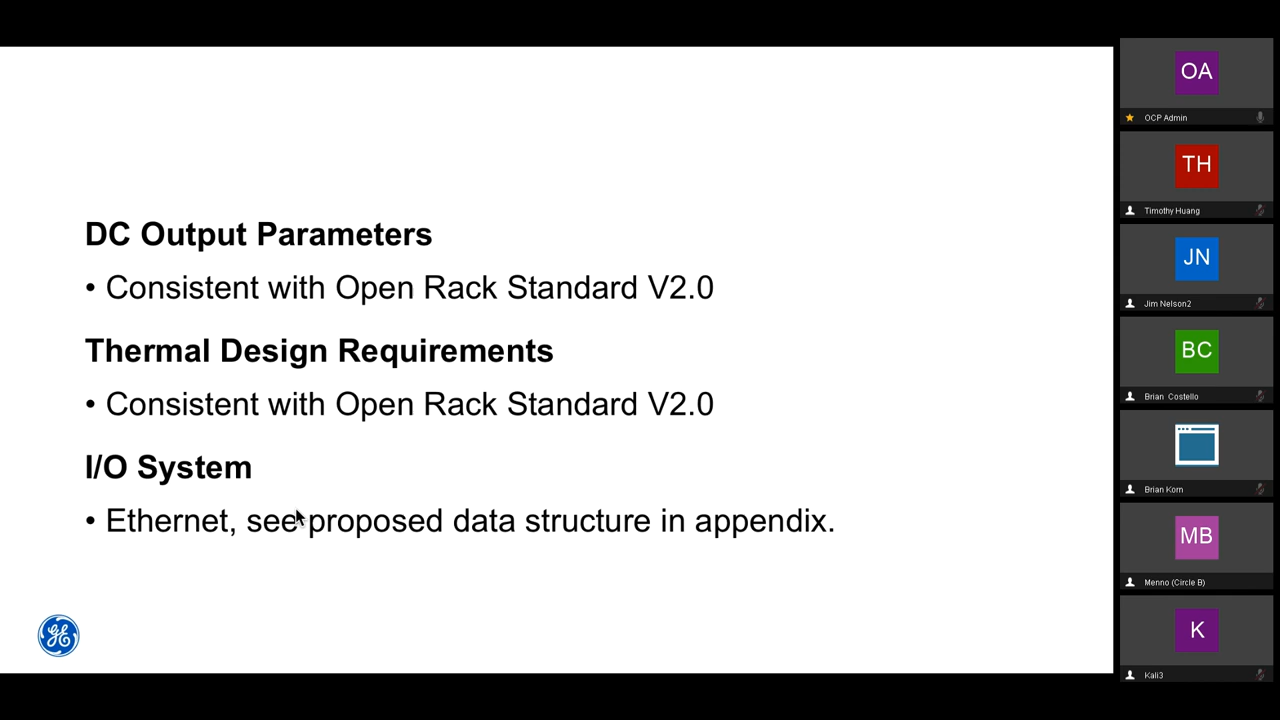 DC Output Parameters
• Consistent with Open Rack Standard V2.0
Thermal Design Requirements
• Consistent with Open Rack Standard V2.0
I/O System
• Ethernet, see proposed data structure in appendix.
GE
OA
OCP Admin
TH
Timothy Huang
JN
Jim Nelson2
BC
Brian Costello
Brian Korn
MB
Menno (Circle B)
K
Kali3